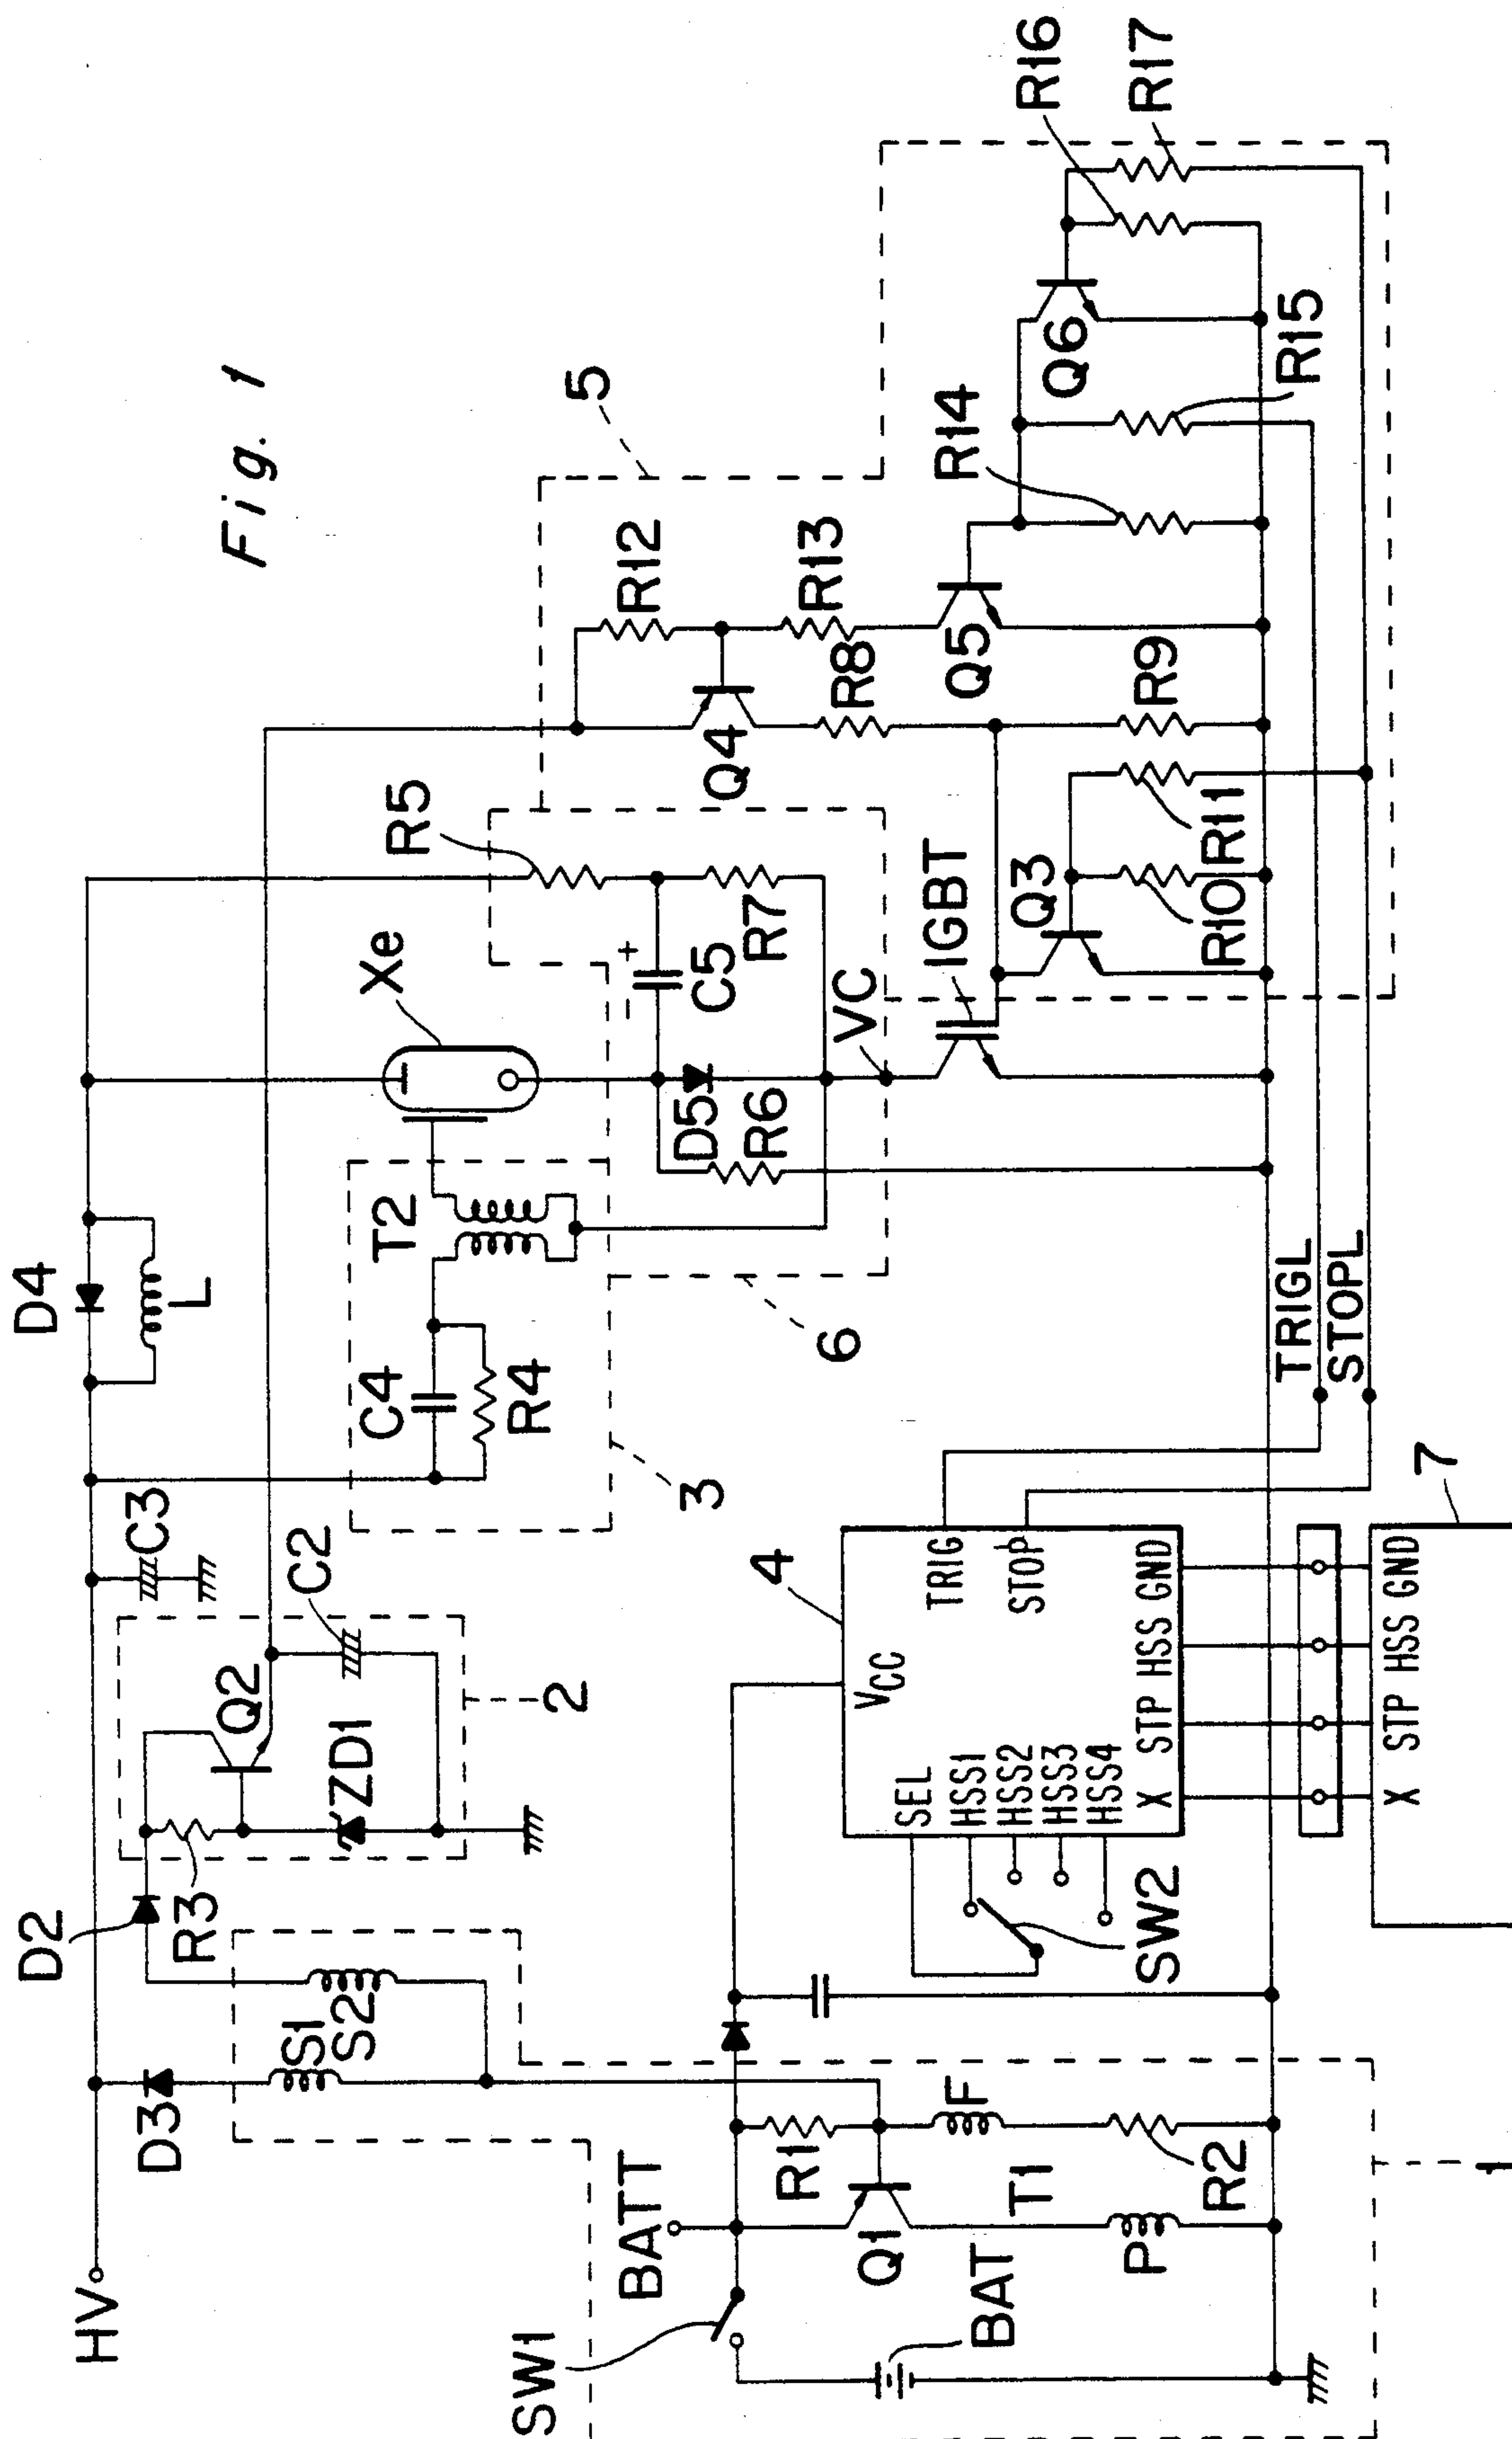 Fig. 1
HV
D3
D2
R3
S1
S2
Q2
ZD1
C2
2
C3
D4
L
C4
R4
T2
3
Xe
R5
C5
+
−
R7
D5
R6
VC
6
IGBT
5
R12
R13
Q4
R8
Q5
R14
R9
Q3
R10
R11
Q6
R15
R16
R17
SW1
BATT
BAT
Q1
R1
T1
F
P
R2
1
SW2
4
VCC
SEL
HSS1
HSS2
HSS3
HSS4
TRIG
STOP
X STP HSS GND
TRIGL
STOPL
7
X STP HSS GND